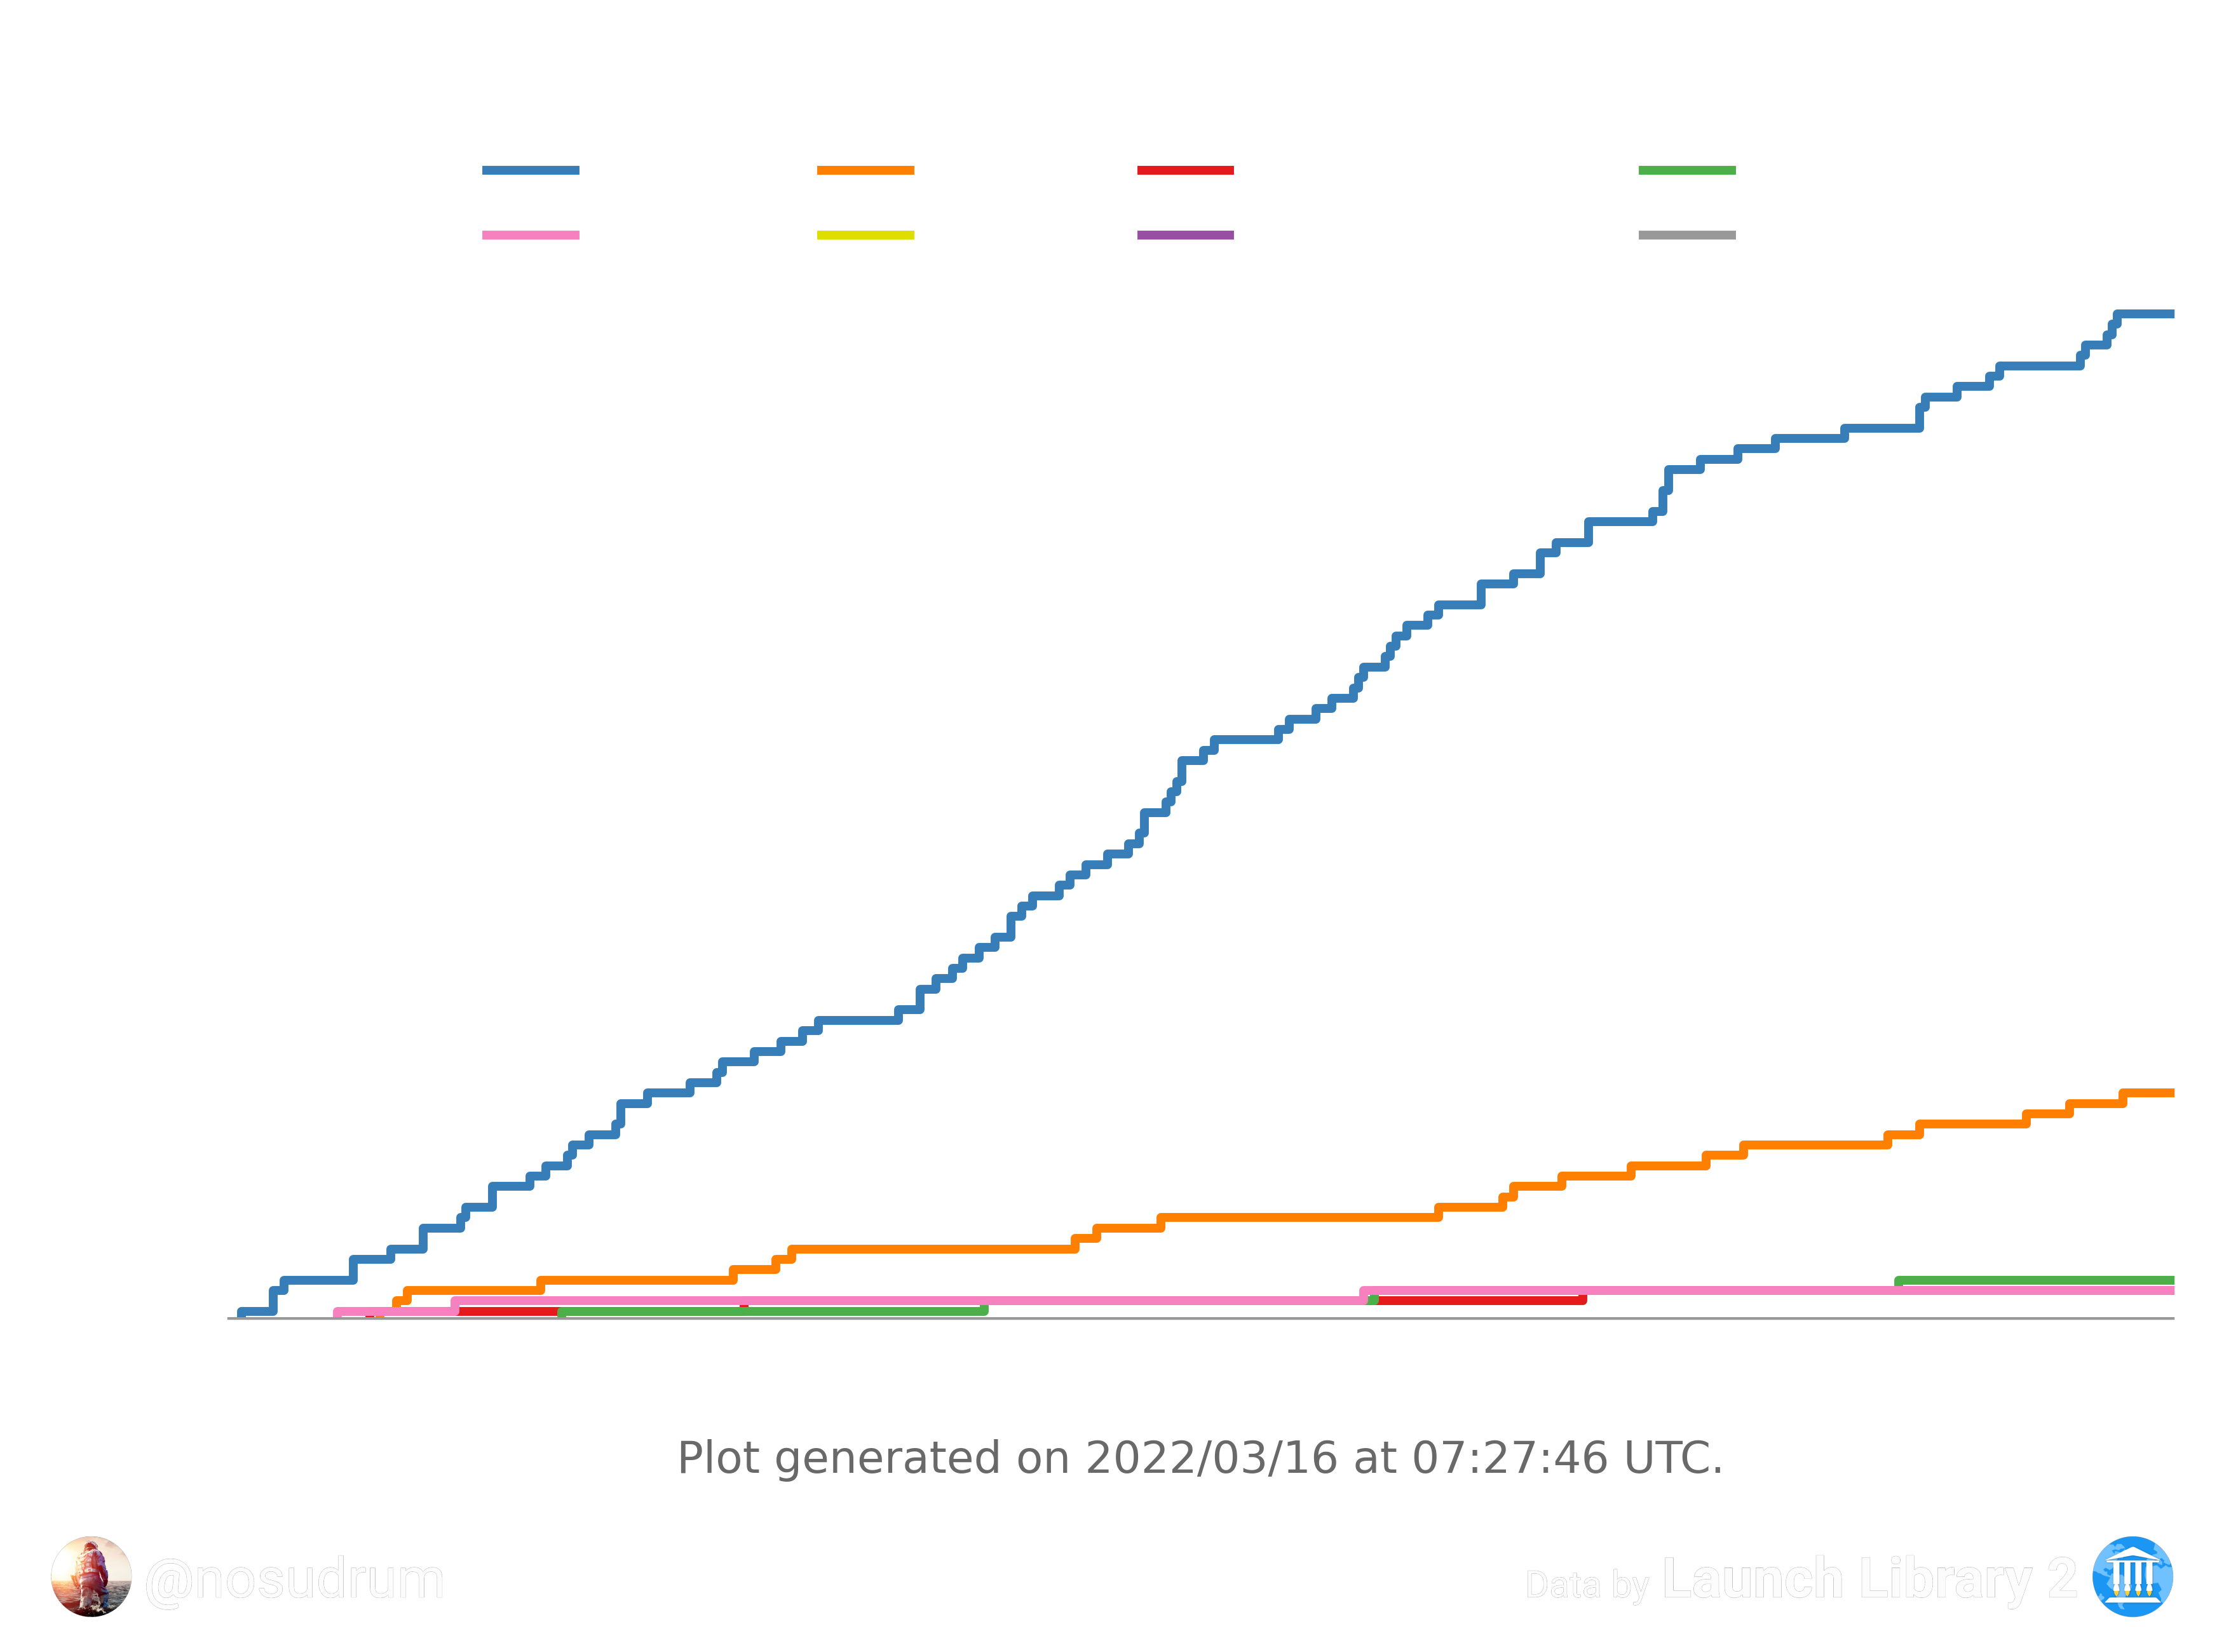 Plot generated on 2022/03/16 at 07:27:46 UTC.
@nosudrum
Data by Launch Library 2